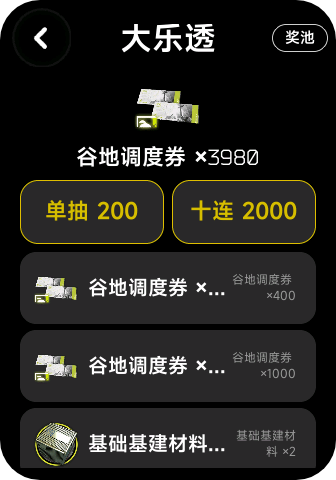 大乐透
奖池
谷地调度券 ×3980
单抽 200
十连 2000
谷地调度券 ×...
谷地调度券
×400
谷地调度券 ×...
谷地调度券
×1000
基础基建材料...
基础基建材
料 ×2